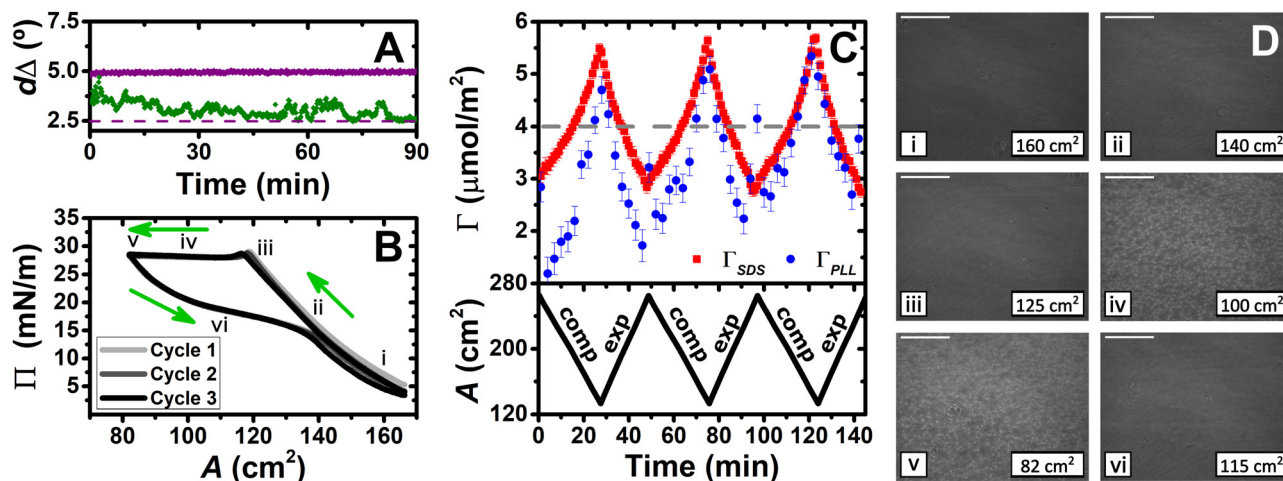 A
dΔ (º)
5.0
2.5
0 30 60 90
Time (min)
B
Π (mN/m)
35
30
25
20
15
10
5
v iv iii
ii
vi
i
Cycle 1
Cycle 2
Cycle 3
80 100 120 140 160
A (cm²)
C
Γ (μmol/m²)
6
5
4
3
2
Γ_SDS Γ_PLL
280
A (cm²)
200
120
comp exp comp exp comp exp
0 20 40 60 80 100 120 140
Time (min)
D
i 160 cm²
ii 140 cm²
iii 125 cm²
iv 100 cm²
v 82 cm²
vi 115 cm²